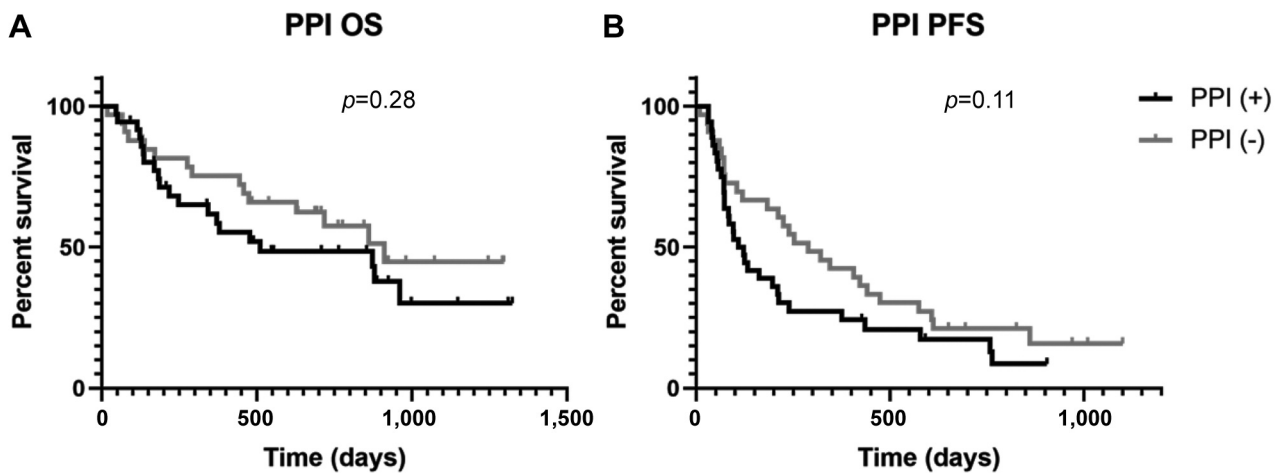 A
PPI OS
p=0.28
100
50
0
Percent survival
0 500 1,000 1,500
Time (days)
B
PPI PFS
p=0.11
100
50
0
Percent survival
0 500 1,000
Time (days)
PPI (+)
PPI (-)